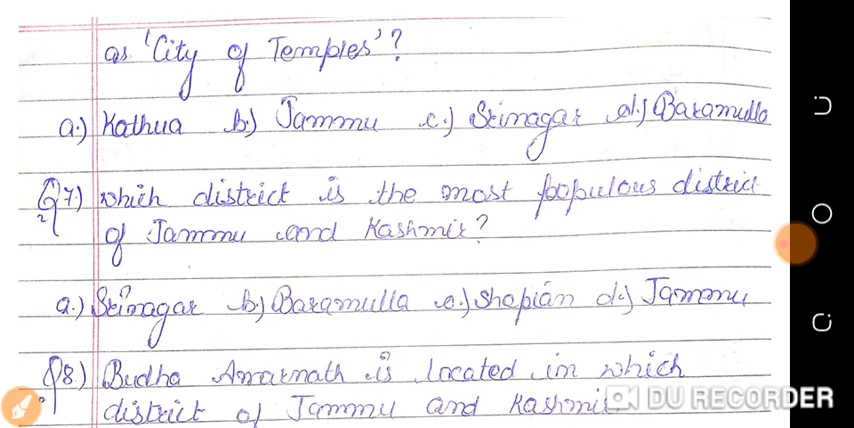 as 'City of Temples'?
a.) Kathua b.) Jammu c.) Srinagar d.) Baramulla
Q7.) Which district is the most populous district
of Jammu and Kashmir?
a.) Srinagar b.) Baramulla c.) Shopian d.) Jammu
Q8.) Budha Amarnath is located in which
district of Jammu and Kashmir
DU RECORDER